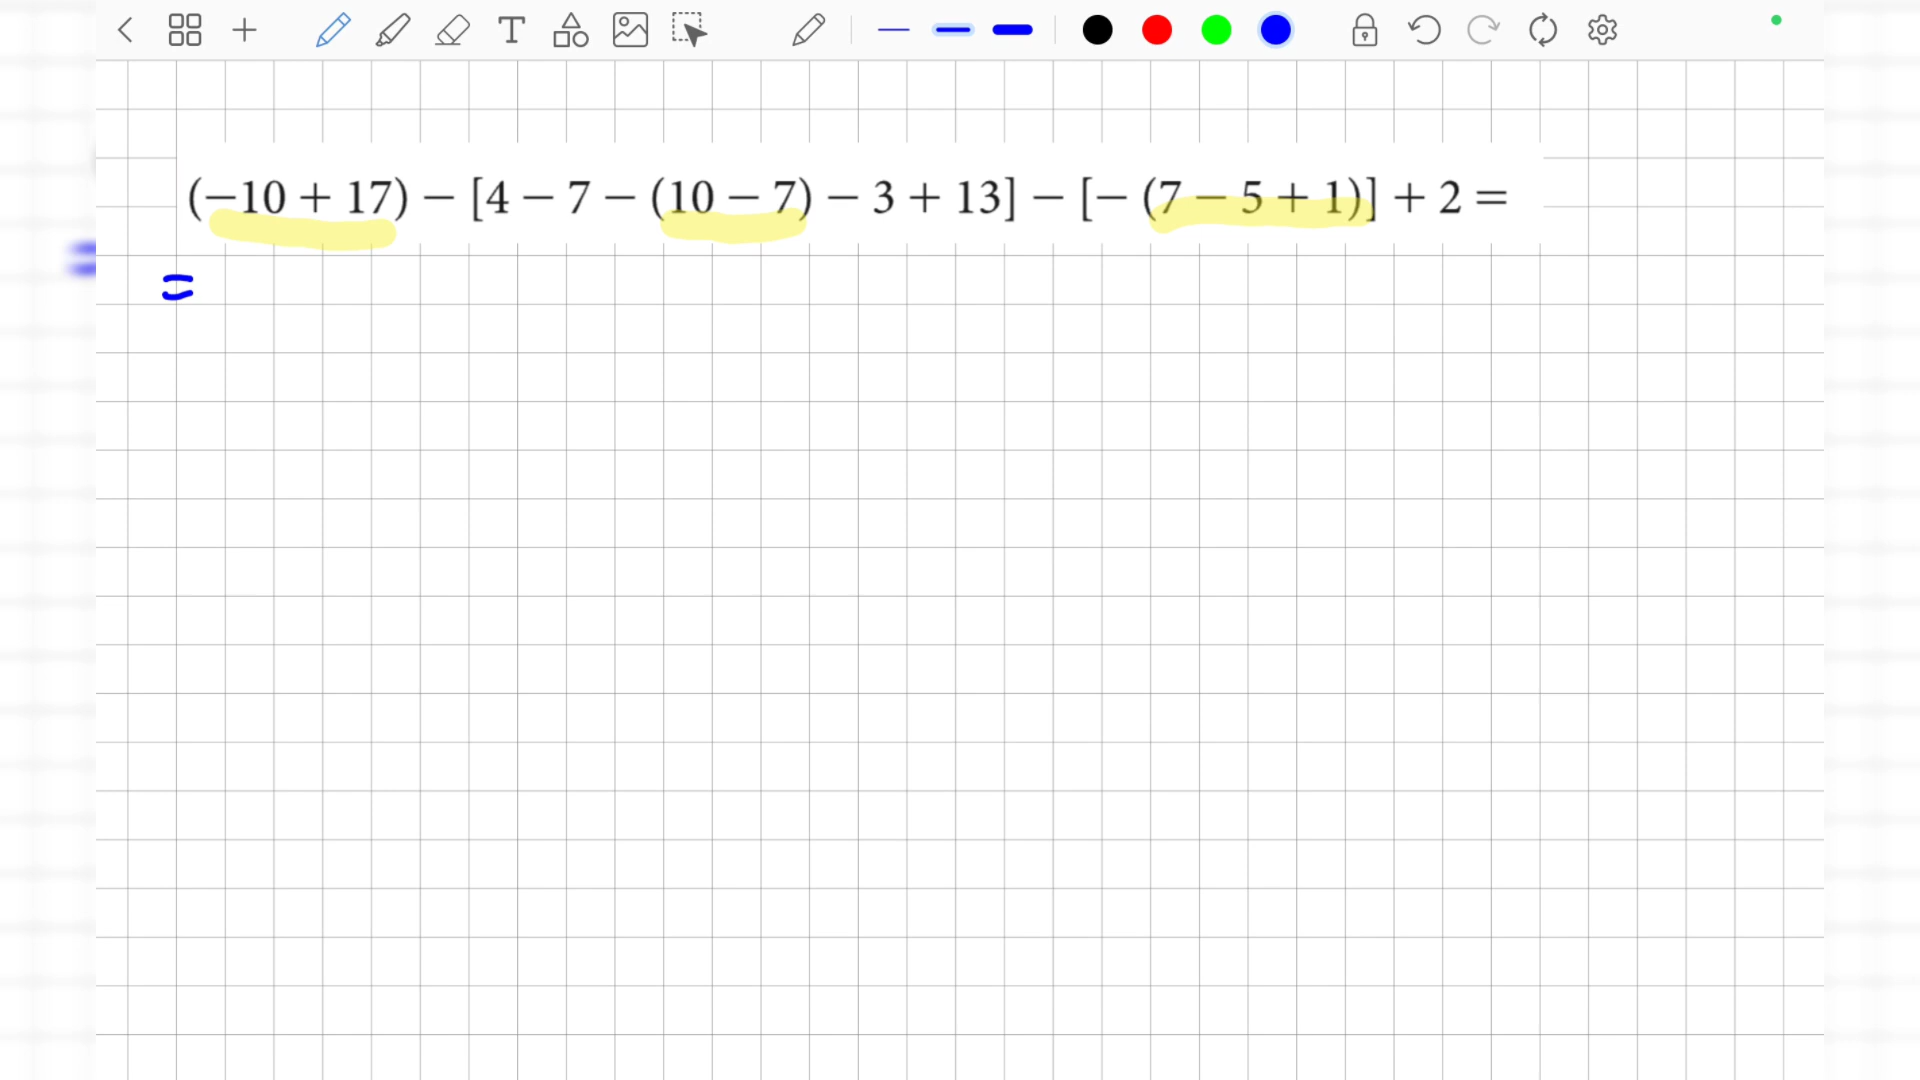 (−10 + 17) − [4 − 7 − (10 − 7) − 3 + 13] − [− (7 − 5 + 1)] + 2 =
=